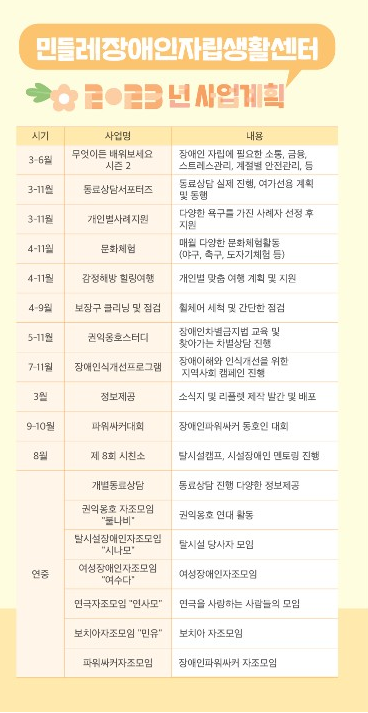 민들레장애인자립생활센터
2023년 사업계획
시기 사업명 내용
3-6월 무엇이든 배워보세요 시즌 2 장애인 자립에 필요한 소통, 금융, 스트레스관리, 계절별 안전관리, 등
3-11월 동료상담서포터즈 동료상담 실제 진행, 여가선용 계획 및 동행
3-11월 개인별사례지원 다양한 욕구를 가진 사례자 선정 후 지원
4-11월 문화체험 매월 다양한 문화체험활동 (야구, 축구, 도자기체험 등)
4-11월 감정해방 힐링여행 개인별 맞춤 여행 계획 및 지원
4-9월 보장구 클리닝 및 점검 휠체어 세척 및 간단한 점검
5-11월 권익옹호스터디 장애인차별금지법 교육 및 찾아가는 차별상담 진행
7-11월 장애인식개선프로그램 장애이해와 인식개선을 위한 지역사회 캠페인 진행
3월 정보제공 소식지 및 리플렛 제작 발간 및 배포
9-10월 파워싸커대회 장애인파워싸커 동호인 대회
8월 제 8회 시친소 탈시설캠프, 시설장애인 멘토링 진행
연중 개별동료상담 동료상담 진행 다양한 정보제공
권익옹호 자조모임 "불나비" 권익옹호 연대 활동
탈시설장애인자조모임 "시나모" 탈시설 당사자 모임
여성장애인자조모임 "여수다" 여성장애인자조모임
연극자조모임 "인사모" 연극을 사랑하는 사람들의 모임
보치아자조모임 "민유" 보치아 자조모임
파워싸커자조모임 장애인파워싸커 자조모임